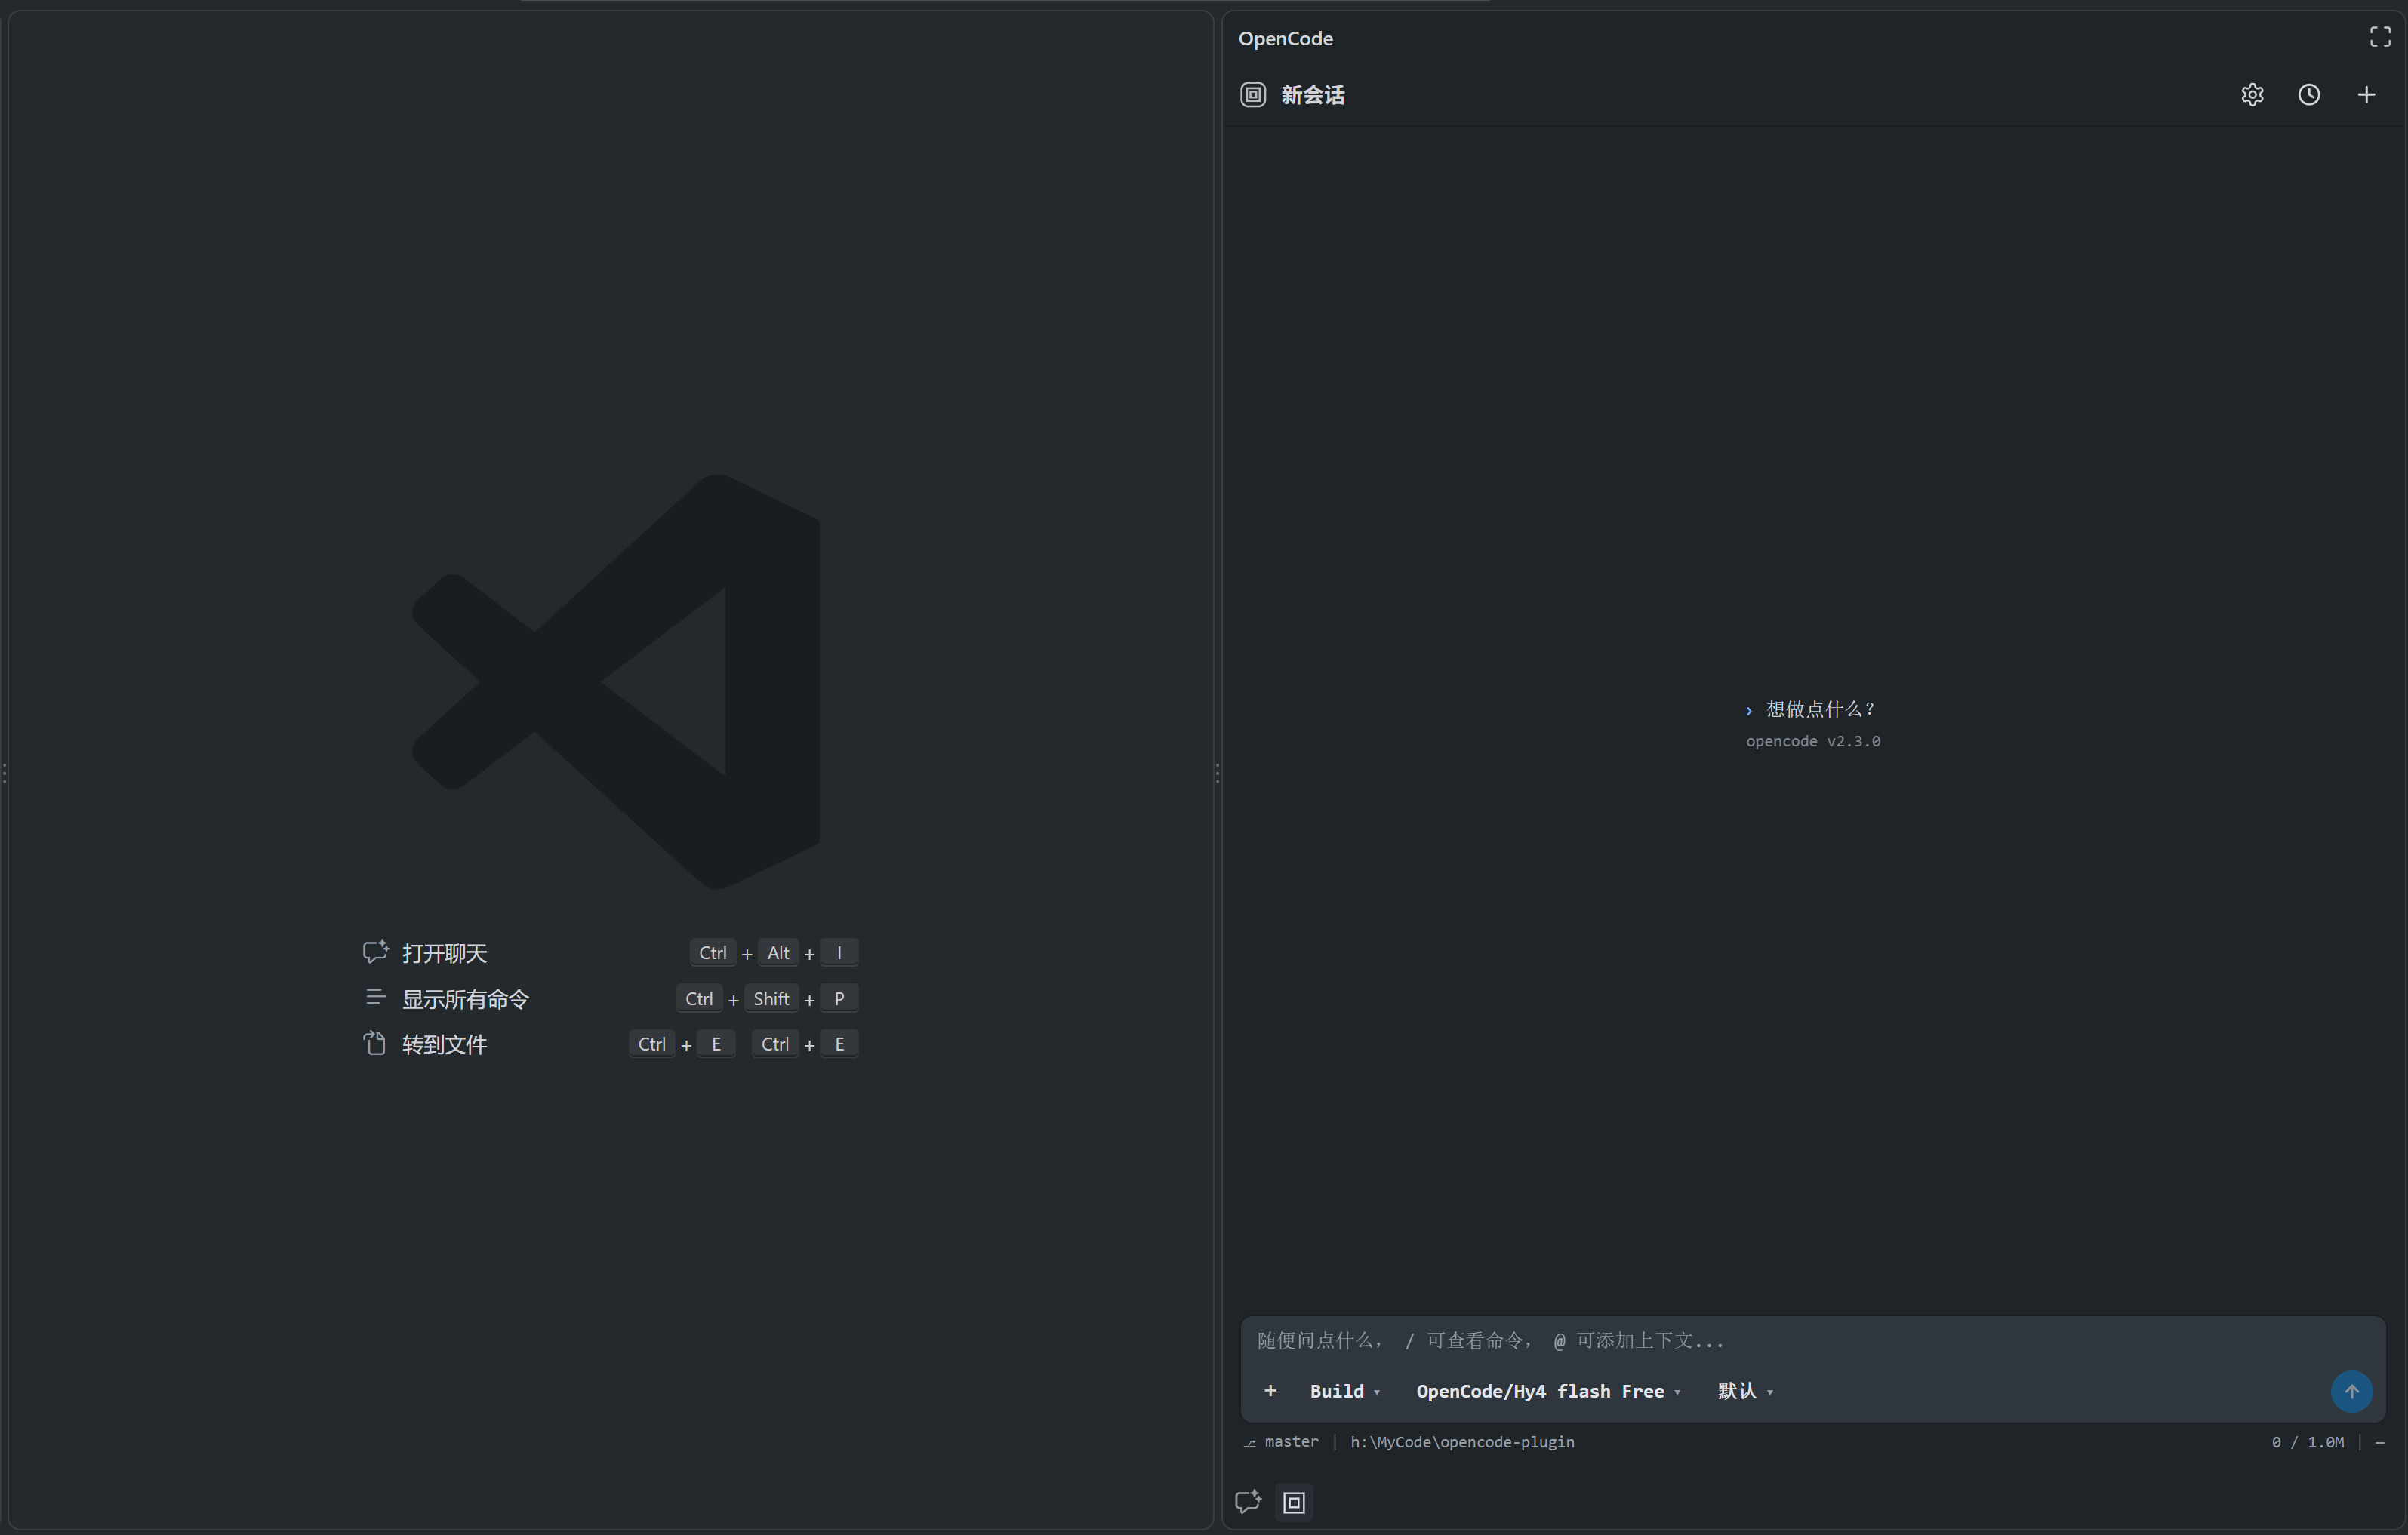 打开聊天 Ctrl + Alt + I
显示所有命令 Ctrl + Shift + P
转到文件 Ctrl + E Ctrl + E
OpenCode
新会话
› 想做点什么？
opencode v2.3.0
随便问点什么， / 可查看命令， @ 可添加上下文...
+ Build ▾ OpenCode/Hy4 flash Free ▾ 默认 ▾
master | h:\MyCode\opencode-plugin 0 / 1.0M | —